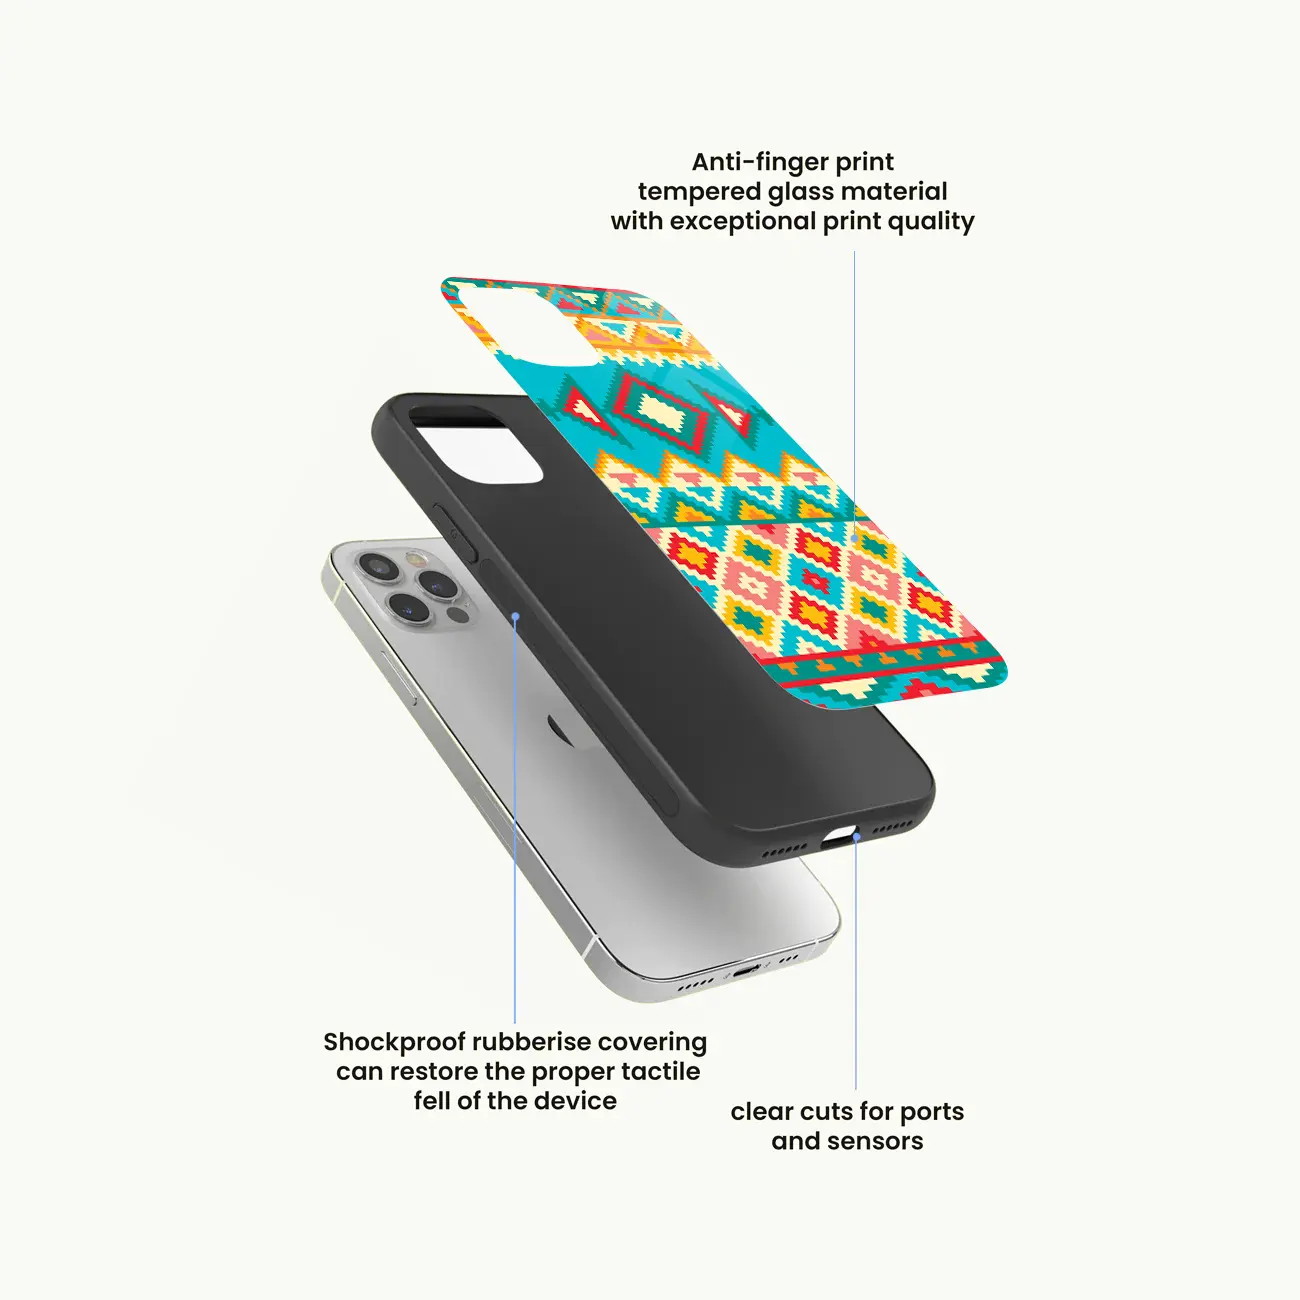 Anti-finger print
tempered glass material
with exceptional print quality
Shockproof rubberise covering
can restore the proper tactile
fell of the device
clear cuts for ports
and sensors